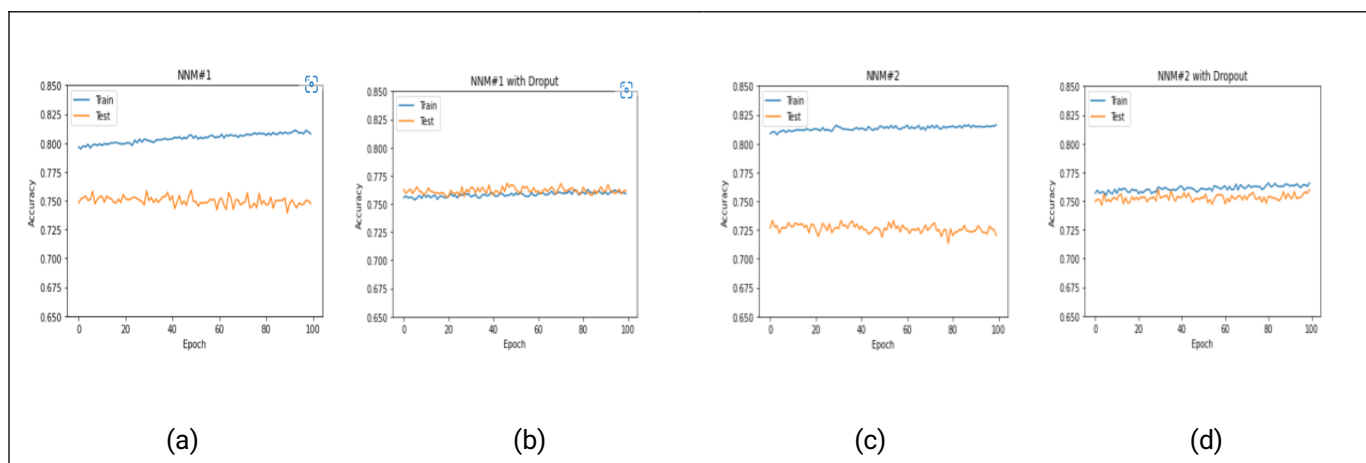 NNM#1
0.850
0.825
0.800
0.775
0.750
0.725
0.700
0.675
0.650
Accuracy
Train
Test
0 20 40 60 80 100
Epoch
(a)
NNM#1 with Droput
0.850
0.825
0.800
0.775
0.750
0.725
0.700
0.675
0.650
Accuracy
Train
Test
0 20 40 60 80 100
Epoch
(b)
NNM#2
0.850
0.825
0.800
0.775
0.750
0.725
0.700
0.675
0.650
Accuracy
Train
Test
0 20 40 60 80 100
Epoch
(c)
NNM#2 with Dropout
0.850
0.825
0.800
0.775
0.750
0.725
0.700
0.675
0.650
Accuracy
Train
Test
0 20 40 60 80 100
Epoch
(d)